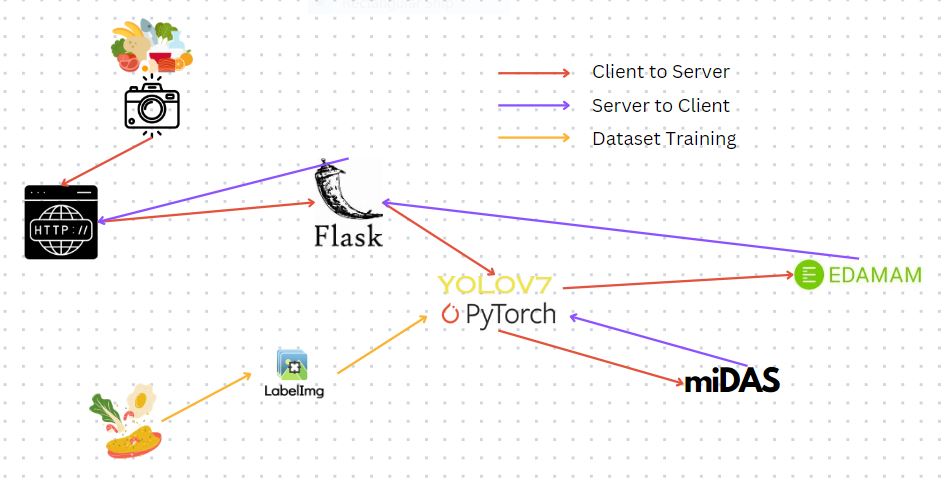 Client to Server
Server to Client
Dataset Training
HTTP://
Flask
YOLOV7
PyTorch
EDAMAM
LabelImg
miDAS